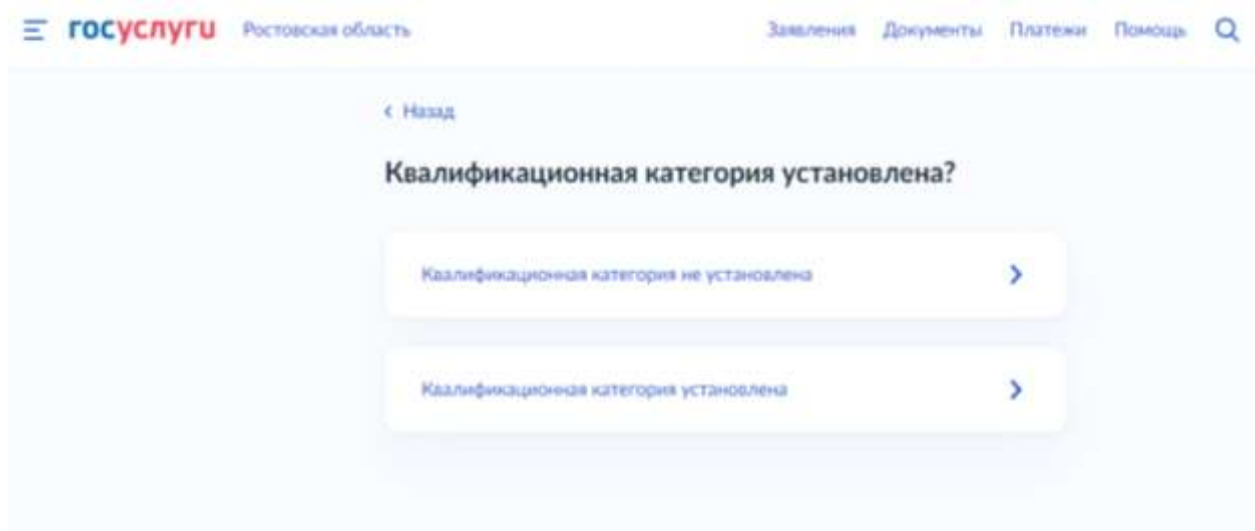 госуслуги Ростовская область Заявления Документы Платежи Помощь
Назад
Квалификационная категория установлена?
Квалификационная категория не установлена
Квалификационная категория установлена